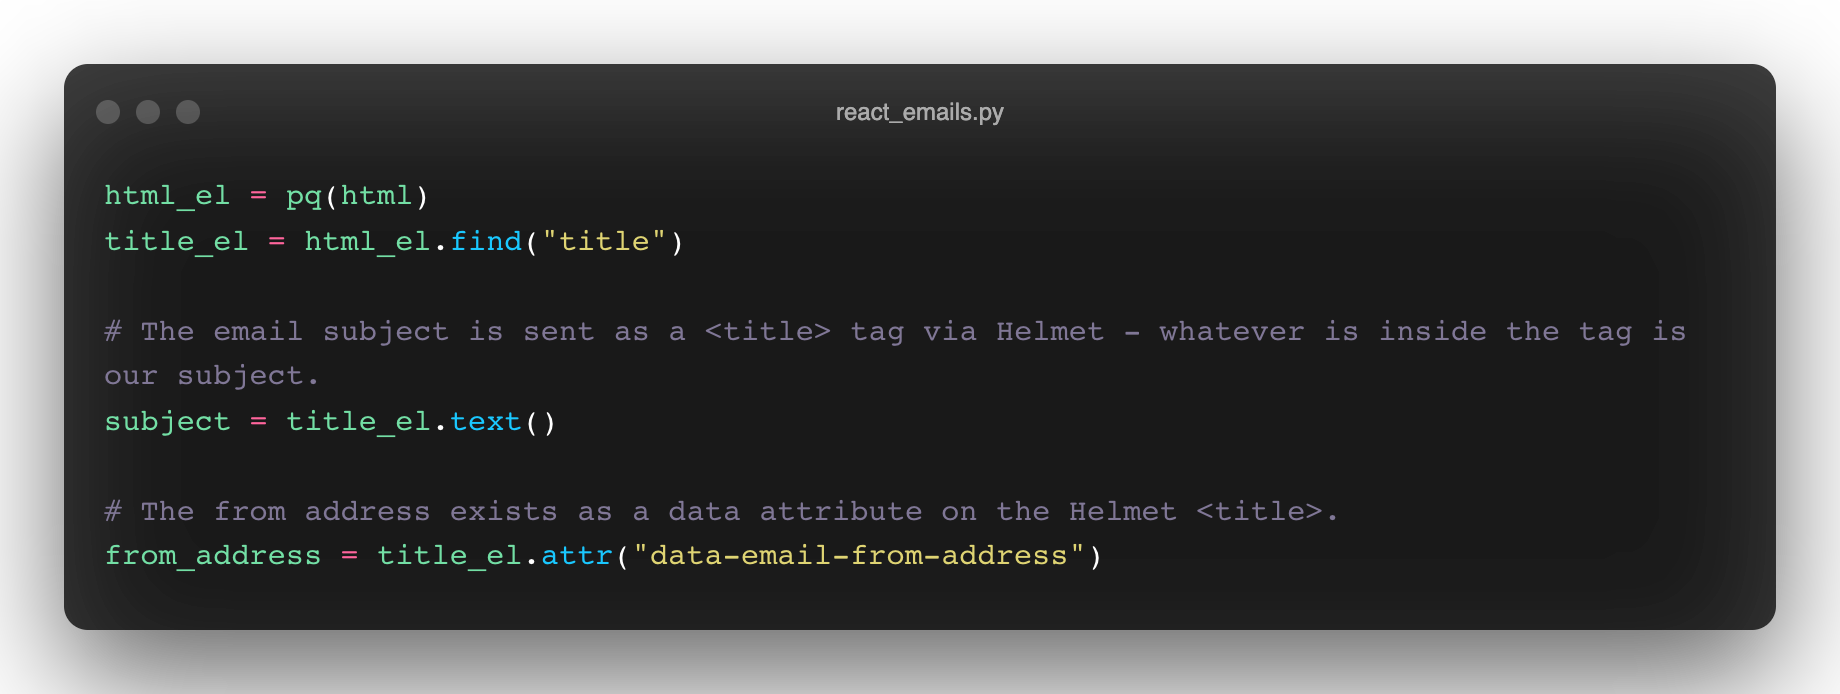 react_emails.py
html_el = pq(html)
title_el = html_el.find("title")
# The email subject is sent as a <title> tag via Helmet - whatever is inside the tag is
our subject.
subject = title_el.text()
# The from address exists as a data attribute on the Helmet <title>.
from_address = title_el.attr("data-email-from-address")